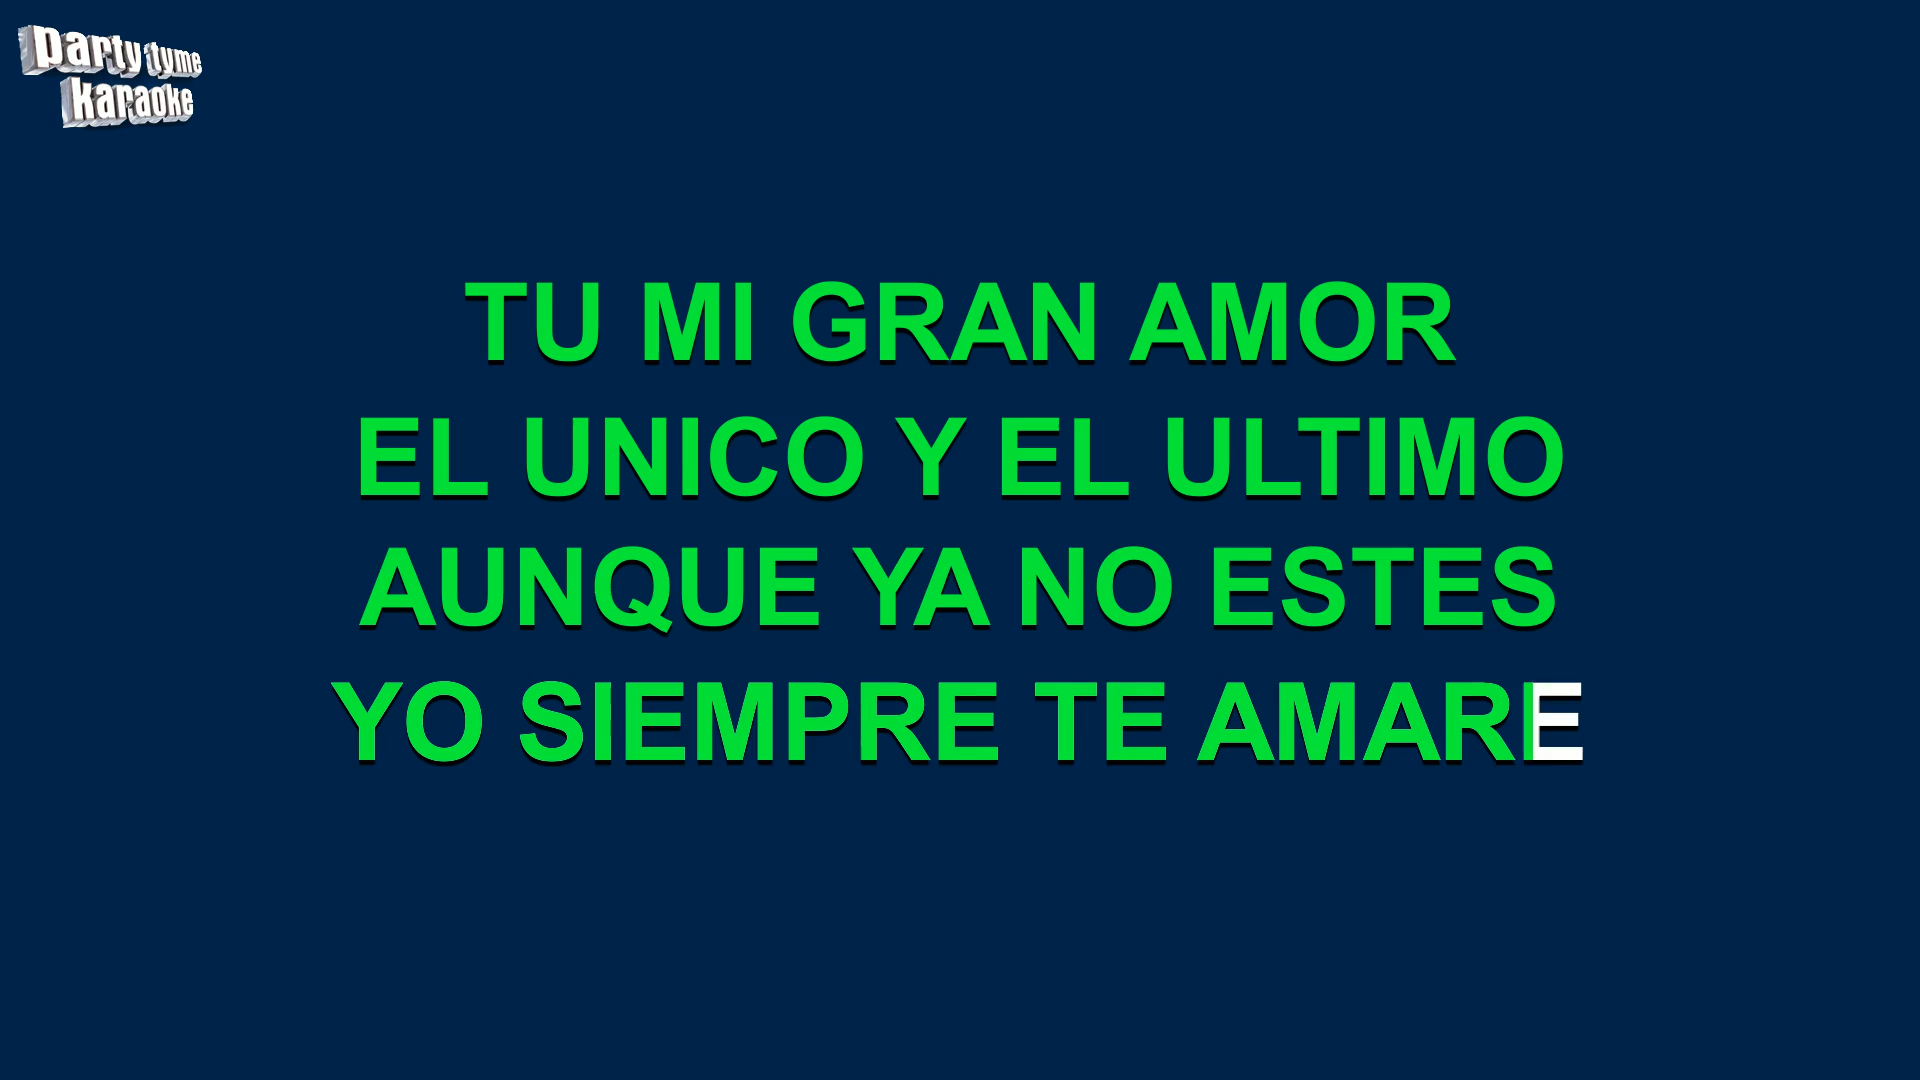 party tyme
karaoke
TU MI GRAN AMOR
EL UNICO Y EL ULTIMO
AUNQUE YA NO ESTES
YO SIEMPRE TE AMARE